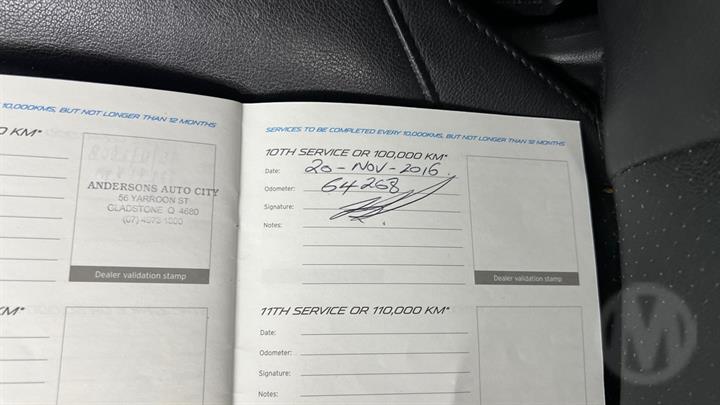 10,000KMS, BUT NOT LONGER THAN 12 MONTHS
0 KM*
ANDERSONS AUTO CITY
56 YARROON ST
GLADSTONE Q 4680
Dealer validation stamp
KM*
SERVICES TO BE COMPLETED EVERY 10,000KMS, BUT NOT LONGER THAN 12 MONTHS
10TH SERVICE OR 100,000 KM*
Date: 20-NOV-2016
Odometer: 64268
Signature:
Notes:
Dealer validation stamp
11TH SERVICE OR 110,000 KM*
Date:
Odometer:
Signature:
Notes:
M